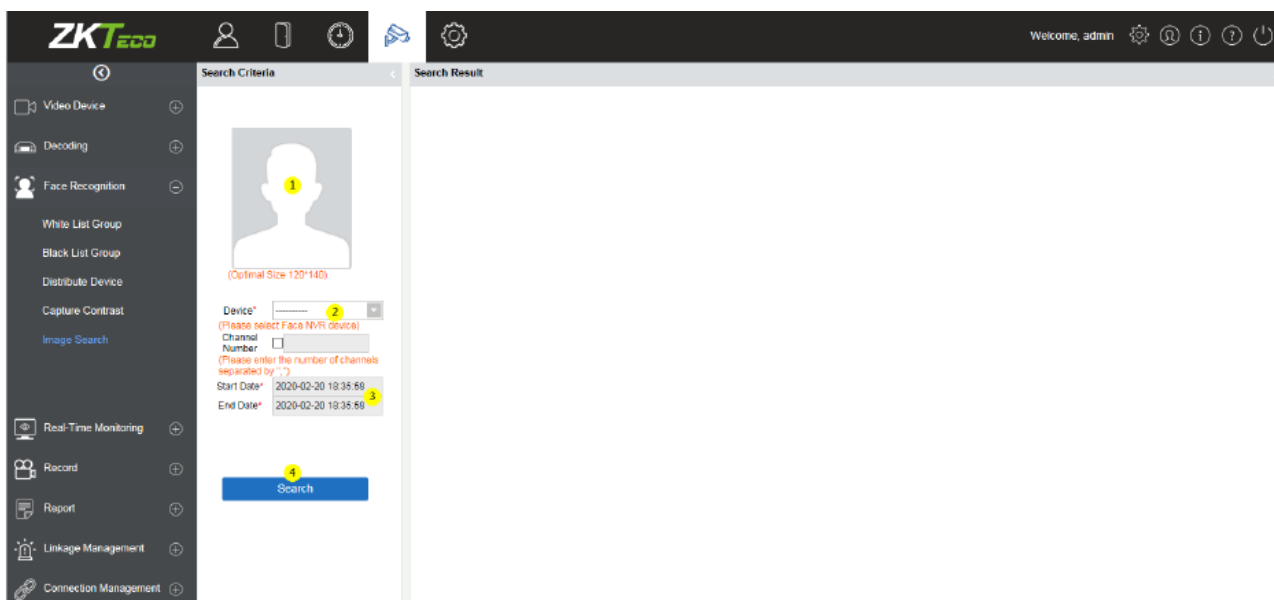 ZKTeco
Welcome, admin
Search Criteria
Search Result
Video Device
Decoding
Face Recognition
White List Group
Black List Group
Distribute Device
Capture Contrast
Image Search
Real-Time Monitoring
Record
Report
Linkage Management
Connection Management
1
(Optimal Size 120*140).
Device* ---------- 2
(Please select Face NVR device)
Channel
Number
(Please enter the number of channels
separated by ",")
Start Date* 2020-02-20 18:35:59
3
End Date* 2020-02-20 18:35:59
4
Search